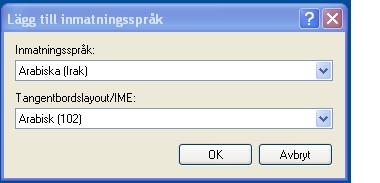 Lägg till inmatningsspråk
Inmatningsspråk:
Arabiska (Irak)
Tangentbordslayout/IME:
Arabisk (102)
OK Avbryt